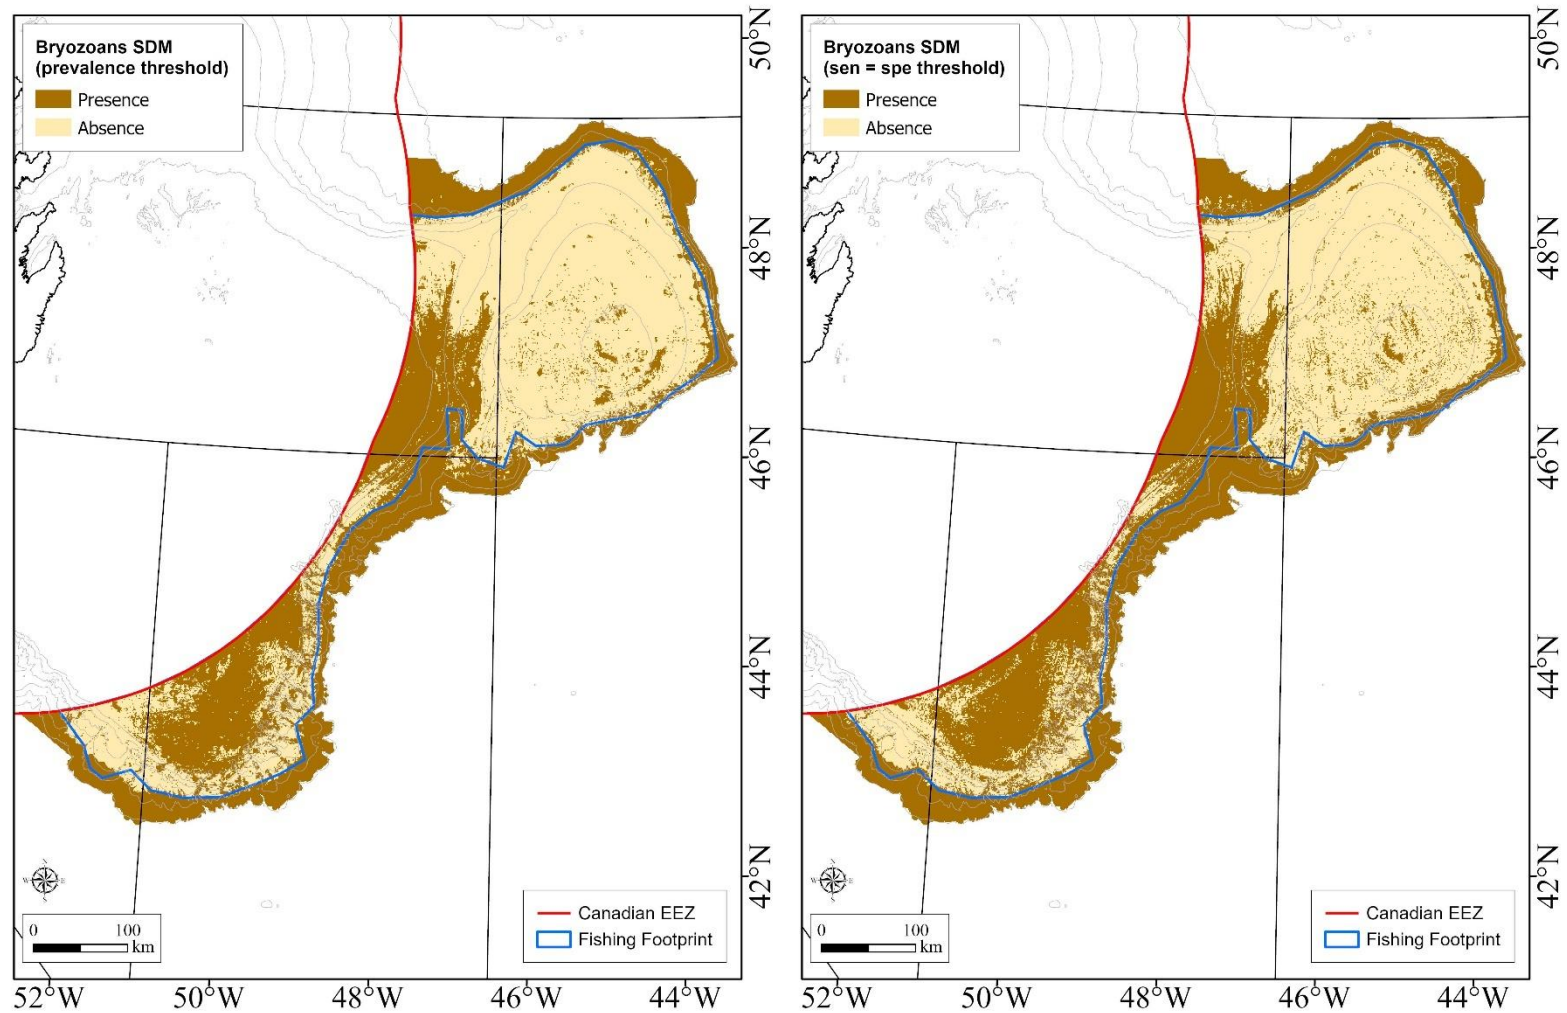 Bryozoans SDM
(prevalence threshold)
Presence
Absence
50°N
48°N
46°N
44°N
42°N
N
W E
S
0 100
km
Canadian EEZ
Fishing Footprint
52°W 50°W 48°W 46°W 44°W
Bryozoans SDM
(sen = spe threshold)
Presence
Absence
50°N
48°N
46°N
44°N
42°N
N
W E
S
0 100
km
Canadian EEZ
Fishing Footprint
52°W 50°W 48°W 46°W 44°W